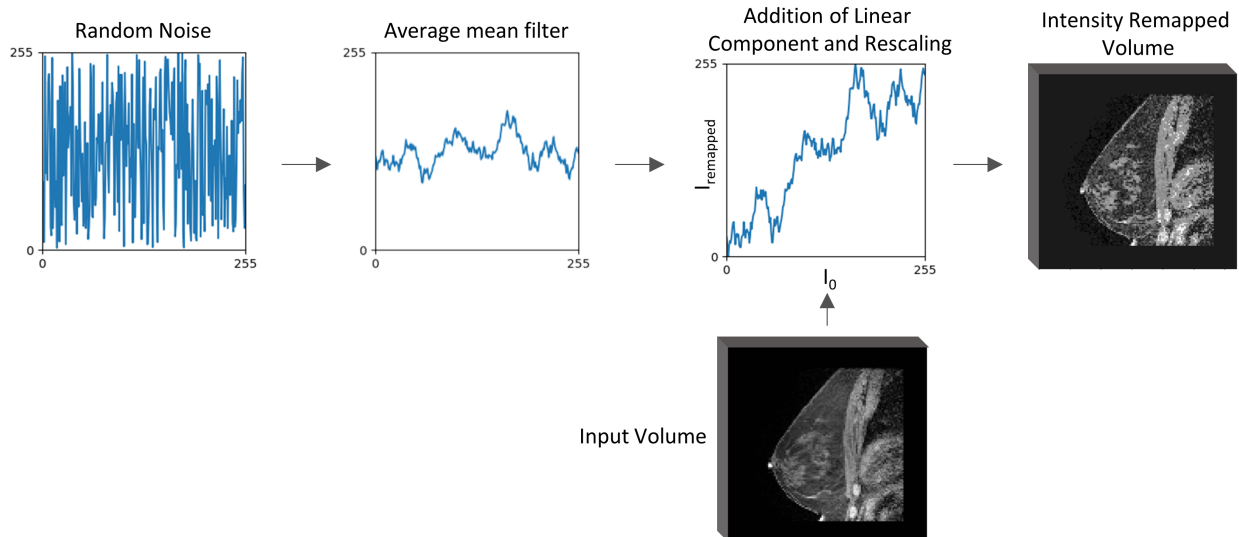 Random Noise
255
0
0
255
Average mean filter
255
0
0
255
Addition of Linear
Component and Rescaling
255
I remapped
0
0
255
I0
Intensity Remapped
Volume
Input Volume